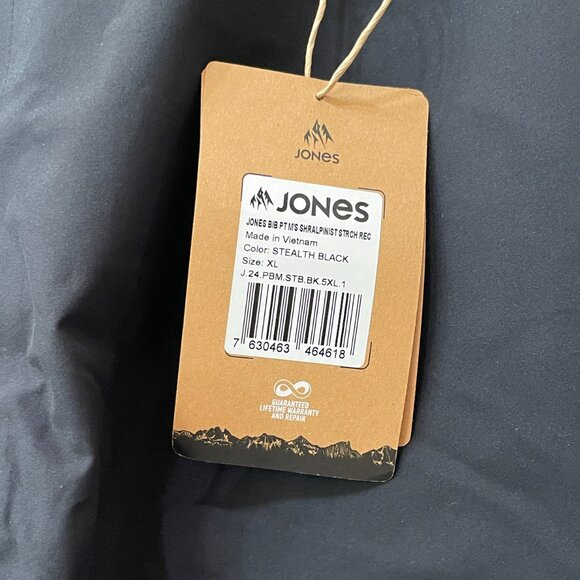 JONES
JONES
JONES BIB PT M'S SHRALPINIST STRCH REC
Made in Vietnam
Color: STEALTH BLACK
Size: XL
J.24.PBM.STB.BK.5XL.1
7 630463 464618
GUARANTEED
LIFETIME WARRANTY
AND REPAIR